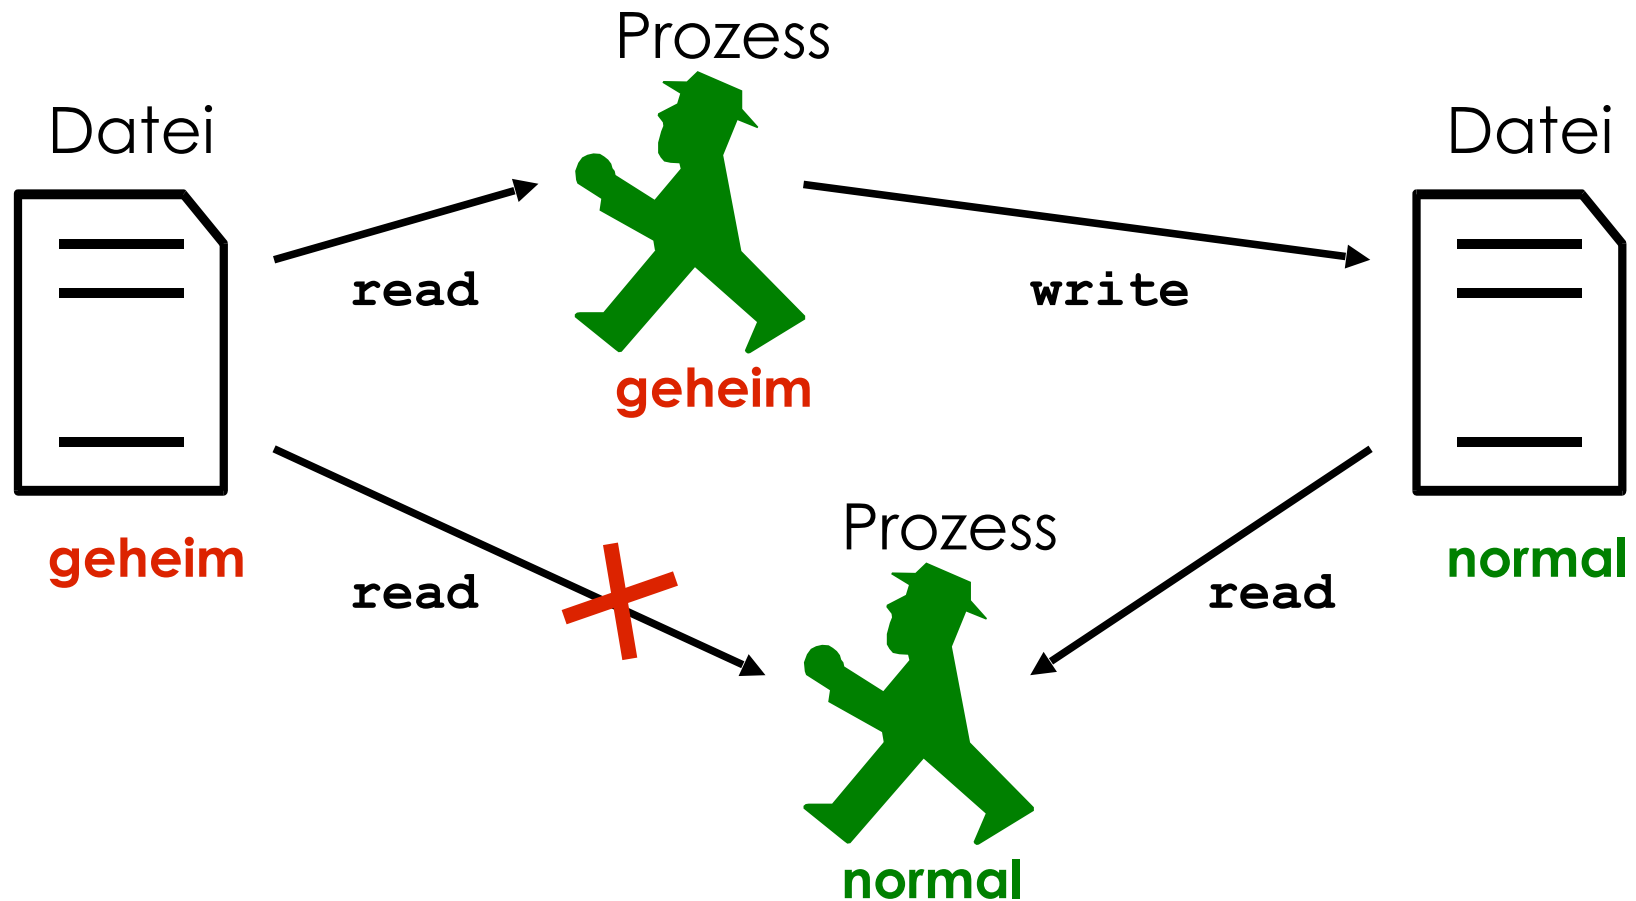 Prozess
Datei
Datei
read
write
geheim
Prozess
geheim
normal
read
read
normal